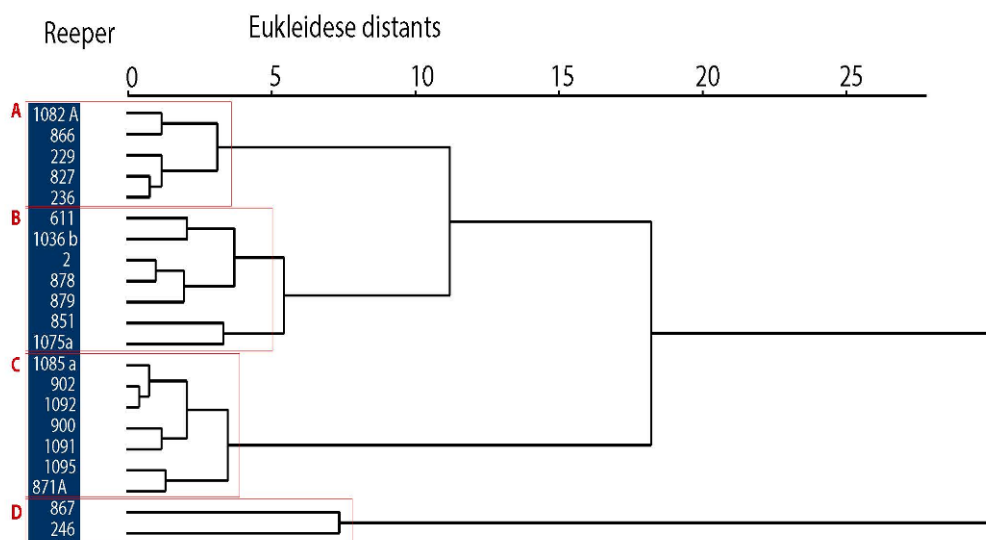 Reeper
Eukleidese distants
0 5 10 15 20 25
A
1082 A
866
229
827
236
B
611
1036 b
2
878
879
851
1075a
C
1085 a
902
1092
900
1091
1095
871A
D
867
246